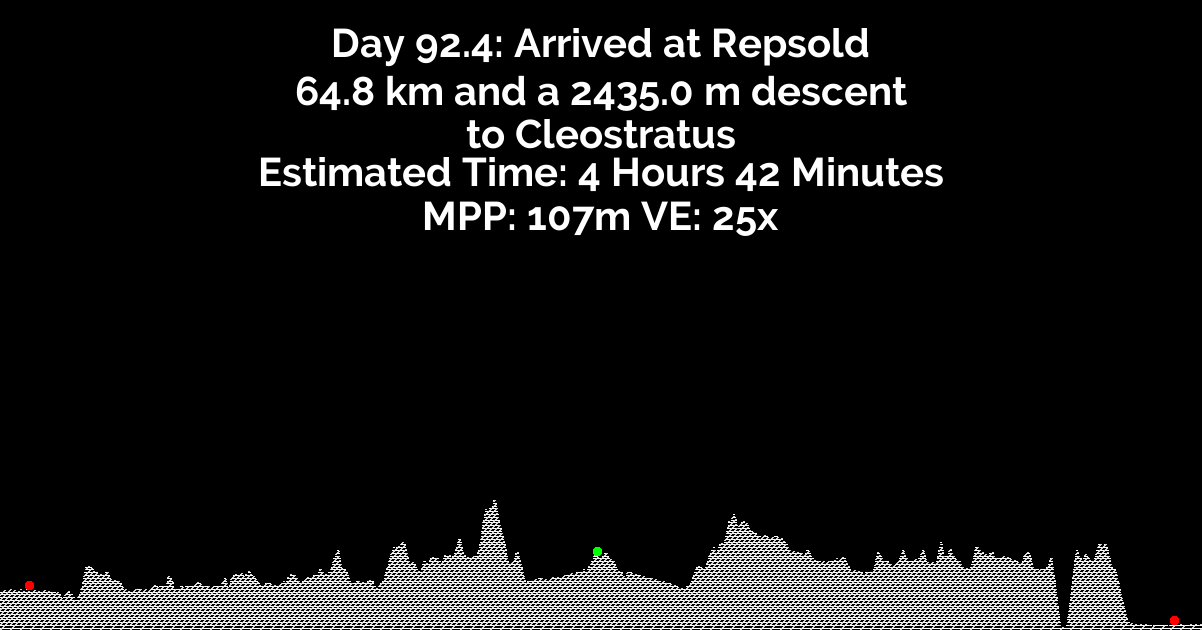 Day 92.4: Arrived at Repsold
64.8 km and a 2435.0 m descent
to Cleostratus
Estimated Time: 4 Hours 42 Minutes
MPP: 107m VE: 25x